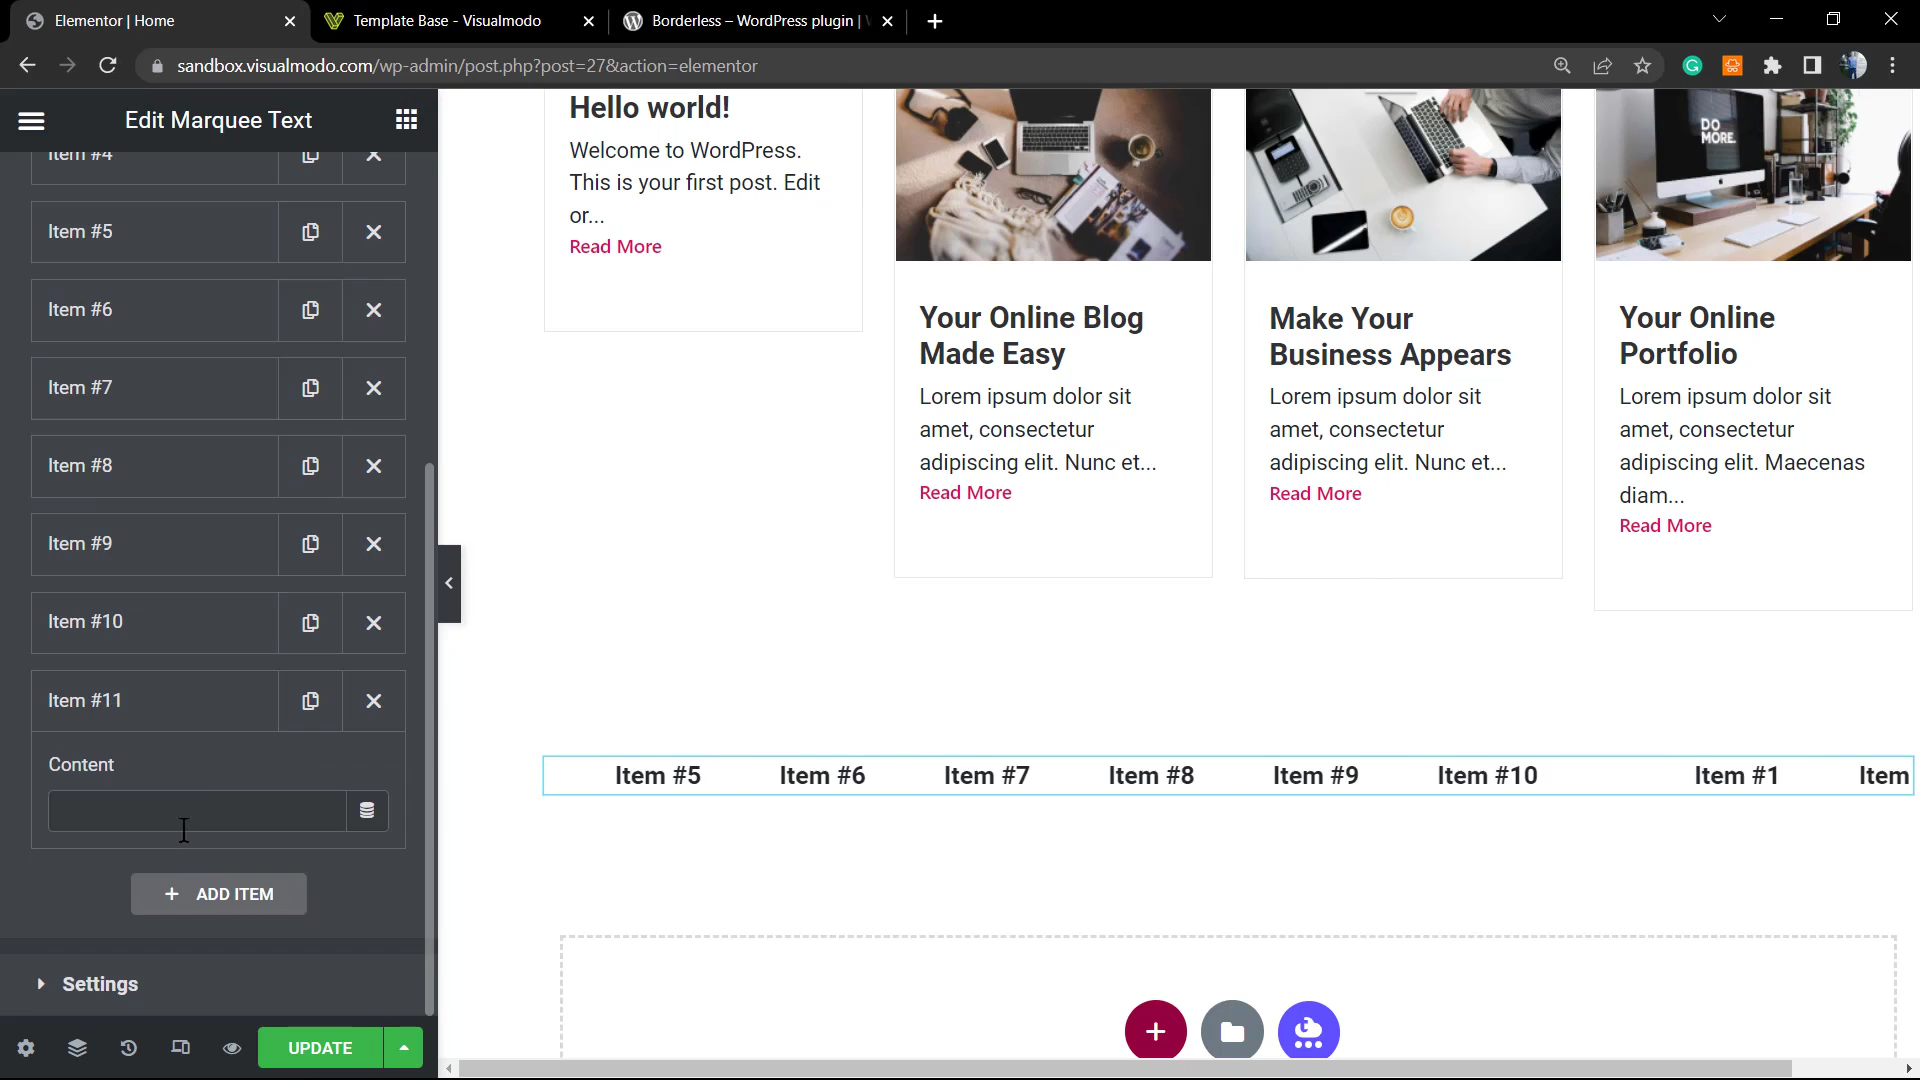 Elementor | Home
Template Base - Visualmodo
Borderless – WordPress plugin |
sandbox.visualmodo.com/wp-admin/post.php?post=27&action=elementor
Edit Marquee Text
Item #4
Item #5
Item #6
Item #7
Item #8
Item #9
Item #10
Item #11
Content
+ ADD ITEM
Settings
UPDATE
Hello world!
Welcome to WordPress.
This is your first post. Edit
or...
Read More
Your Online Blog
Made Easy
Lorem ipsum dolor sit
amet, consectetur
adipiscing elit. Nunc et...
Read More
Make Your
Business Appears
Lorem ipsum dolor sit
amet, consectetur
adipiscing elit. Nunc et...
Read More
DO
MORE.
Your Online
Portfolio
Lorem ipsum dolor sit
amet, consectetur
adipiscing elit. Maecenas
diam...
Read More
Item #5 Item #6 Item #7 Item #8 Item #9 Item #10 Item #1 Item